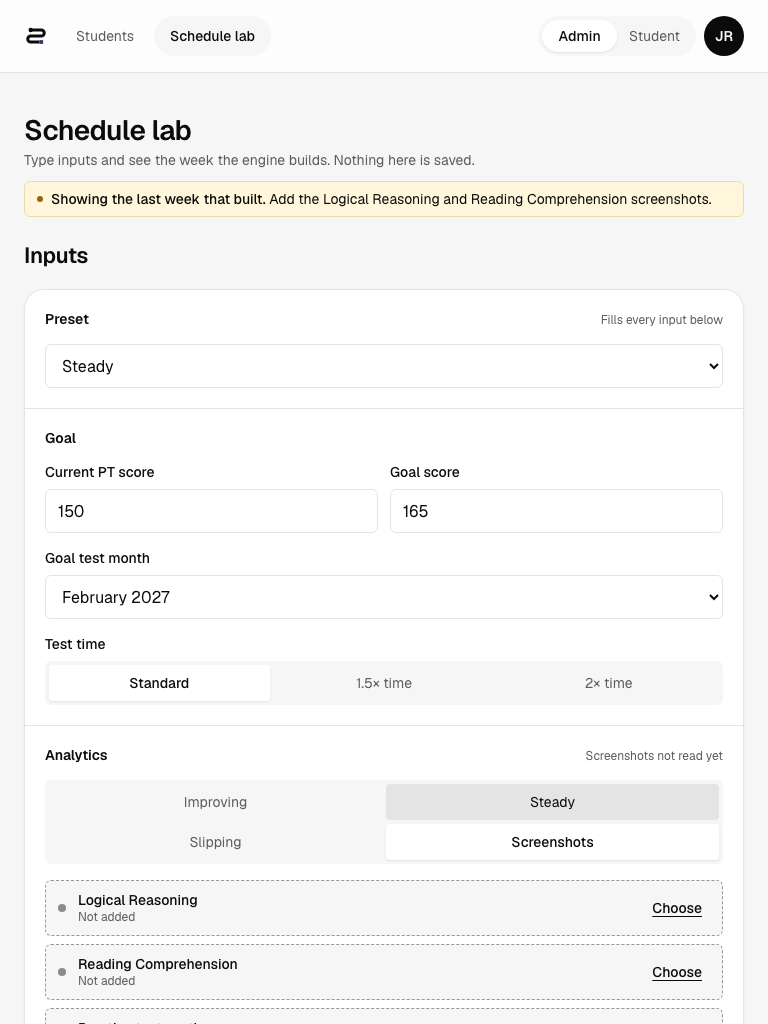 Students
Schedule lab
Admin
Student
JR
Schedule lab
Type inputs and see the week the engine builds. Nothing here is saved.
Showing the last week that built. Add the Logical Reasoning and Reading Comprehension screenshots.
Inputs
Preset
Fills every input below
Steady
Goal
Current PT score
Goal score
150
165
Goal test month
February 2027
Test time
Standard
1.5× time
2× time
Analytics
Screenshots not read yet
Improving
Steady
Slipping
Screenshots
Logical Reasoning
Not added
Choose
Reading Comprehension
Not added
Choose